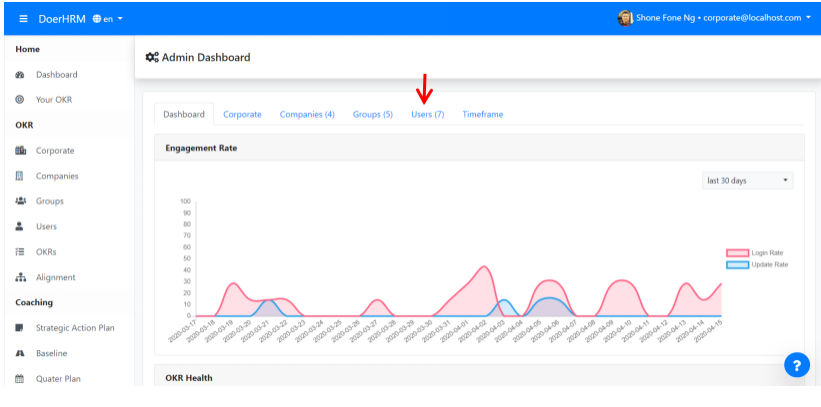 DoerHRM en
Shone Fone Ng • corporate@localhost.com
Home
Dashboard
Your OKR
OKR
Corporate
Companies
Groups
Users
OKRs
Alignment
Coaching
Strategic Action Plan
Baseline
Quater Plan
Admin Dashboard
Dashboard Corporate Companies (4) Groups (5) Users (7) Timeframe
Engagement Rate
last 30 days
100
90
80
70
60
50
40
30
20
10
0
Login Rate
Update Rate
2020-03-17 2020-03-18 2020-03-19 2020-03-20 2020-03-21 2020-03-22 2020-03-23 2020-03-24 2020-03-25 2020-03-26 2020-03-27 2020-03-28 2020-03-29 2020-03-30 2020-03-31 2020-04-01 2020-04-02 2020-04-03 2020-04-04 2020-04-05 2020-04-06 2020-04-07 2020-04-08 2020-04-09 2020-04-10 2020-04-11 2020-04-12 2020-04-13 2020-04-14 2020-04-15
OKR Health
?